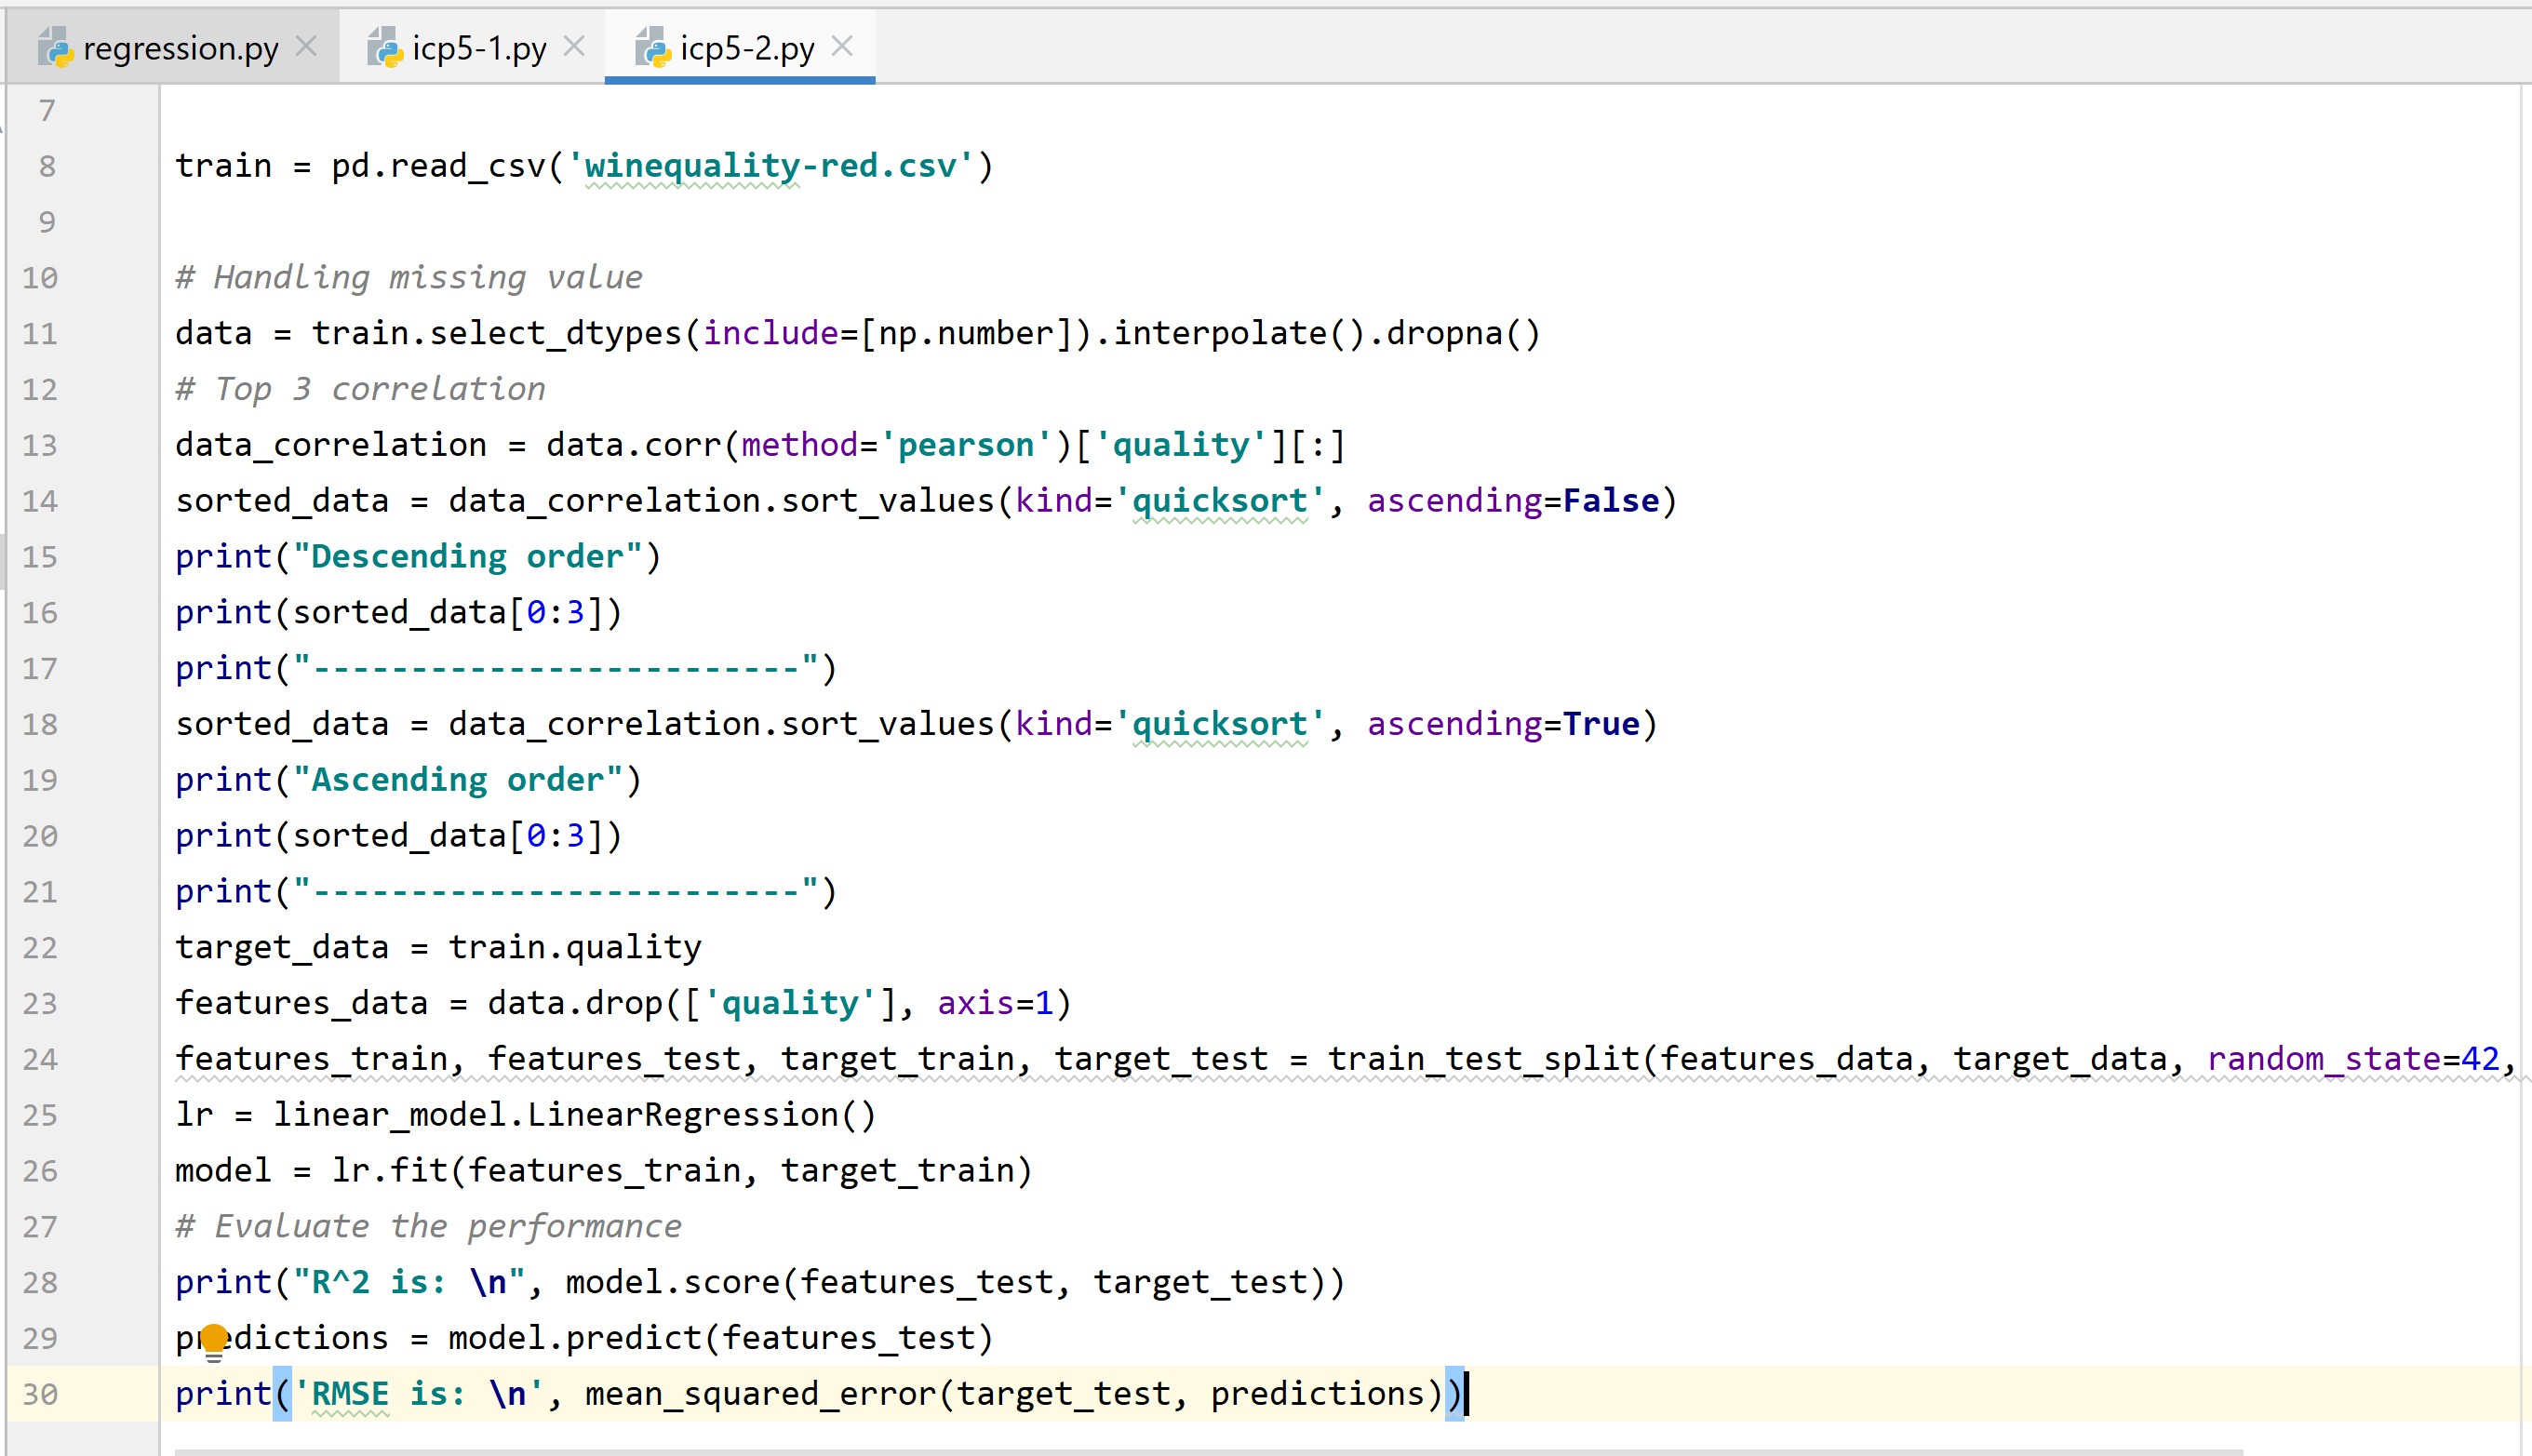 regression.py icp5-1.py icp5-2.py
7
8 train = pd.read_csv('winequality-red.csv')
9
10 # Handling missing value
11 data = train.select_dtypes(include=[np.number]).interpolate().dropna()
12 # Top 3 correlation
13 data_correlation = data.corr(method='pearson')['quality'][:]
14 sorted_data = data_correlation.sort_values(kind='quicksort', ascending=False)
15 print("Descending order")
16 print(sorted_data[0:3])
17 print("-------------------------")
18 sorted_data = data_correlation.sort_values(kind='quicksort', ascending=True)
19 print("Ascending order")
20 print(sorted_data[0:3])
21 print("-------------------------")
22 target_data = train.quality
23 features_data = data.drop(['quality'], axis=1)
24 features_train, features_test, target_train, target_test = train_test_split(features_data, target_data, random_state=42,
25 lr = linear_model.LinearRegression()
26 model = lr.fit(features_train, target_train)
27 # Evaluate the performance
28 print("R^2 is: \n", model.score(features_test, target_test))
29 predictions = model.predict(features_test)
30 print('RMSE is: \n', mean_squared_error(target_test, predictions))